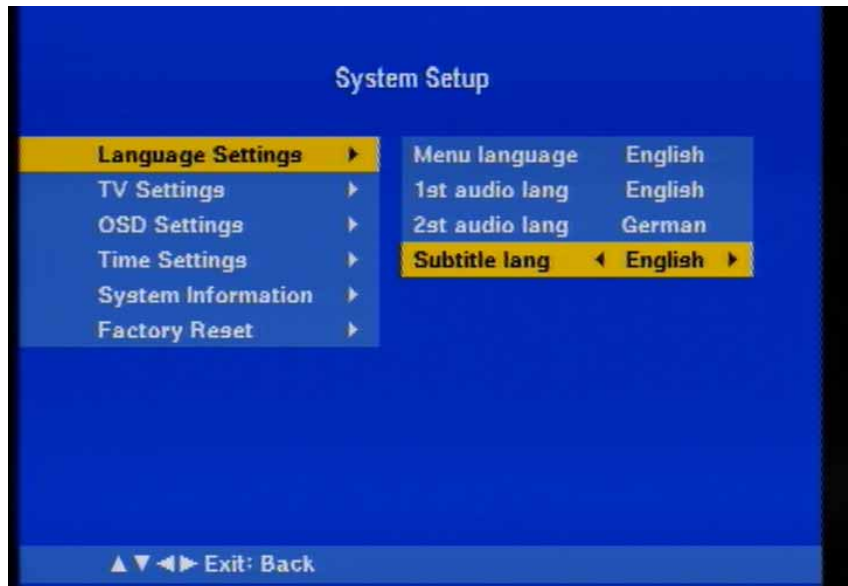 System Setup
Language Settings
TV Settings
OSD Settings
Time Settings
System Information
Factory Reset
Menu language English
1st audio lang English
2st audio lang German
Subtitle lang English
Exit: Back